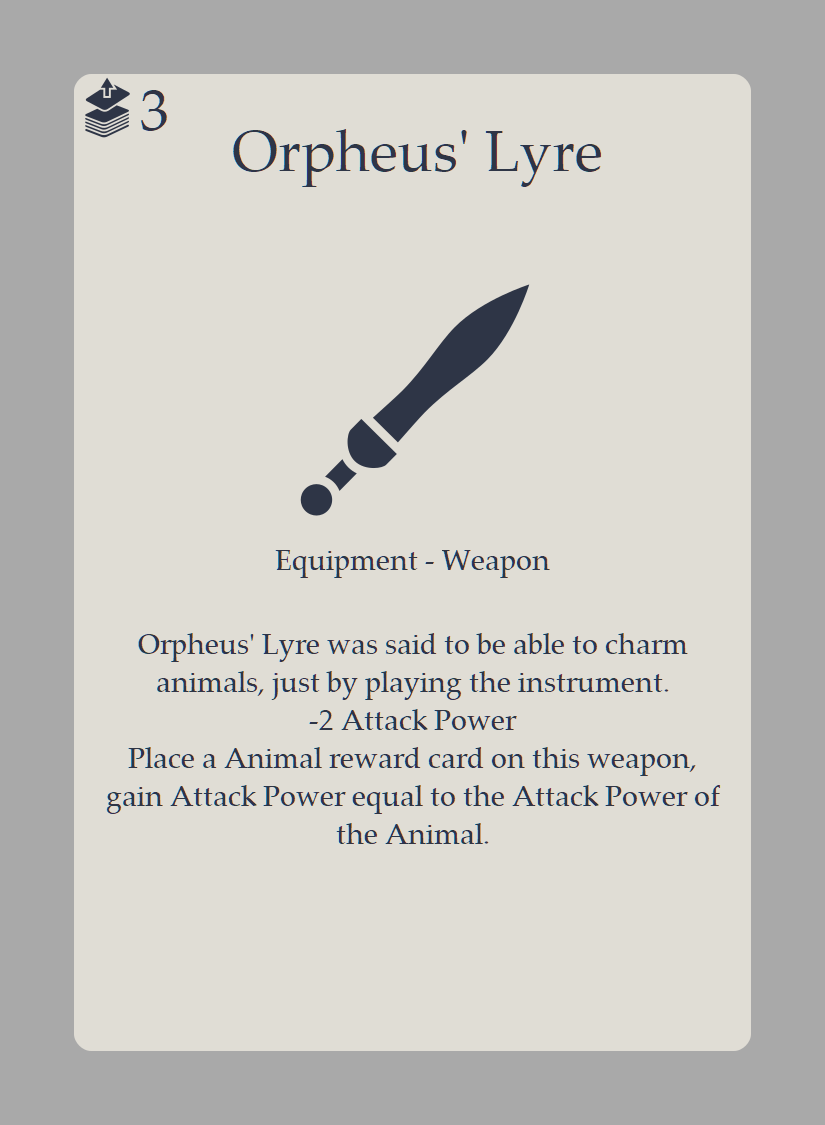 3
Orpheus' Lyre
Equipment - Weapon
Orpheus' Lyre was said to be able to charm
animals, just by playing the instrument.
-2 Attack Power
Place a Animal reward card on this weapon,
gain Attack Power equal to the Attack Power of
the Animal.